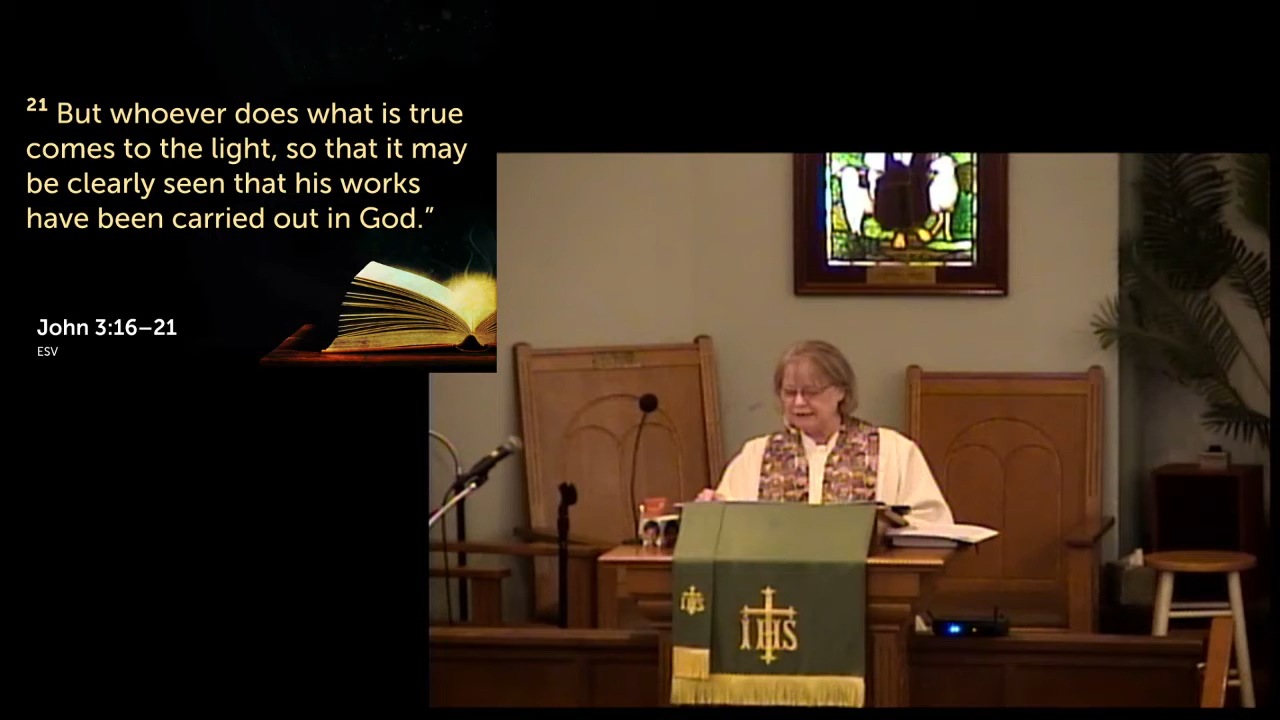 21 But whoever does what is true
comes to the light, so that it may
be clearly seen that his works
have been carried out in God.”
John 3:16–21
ESV
IHS
IHS